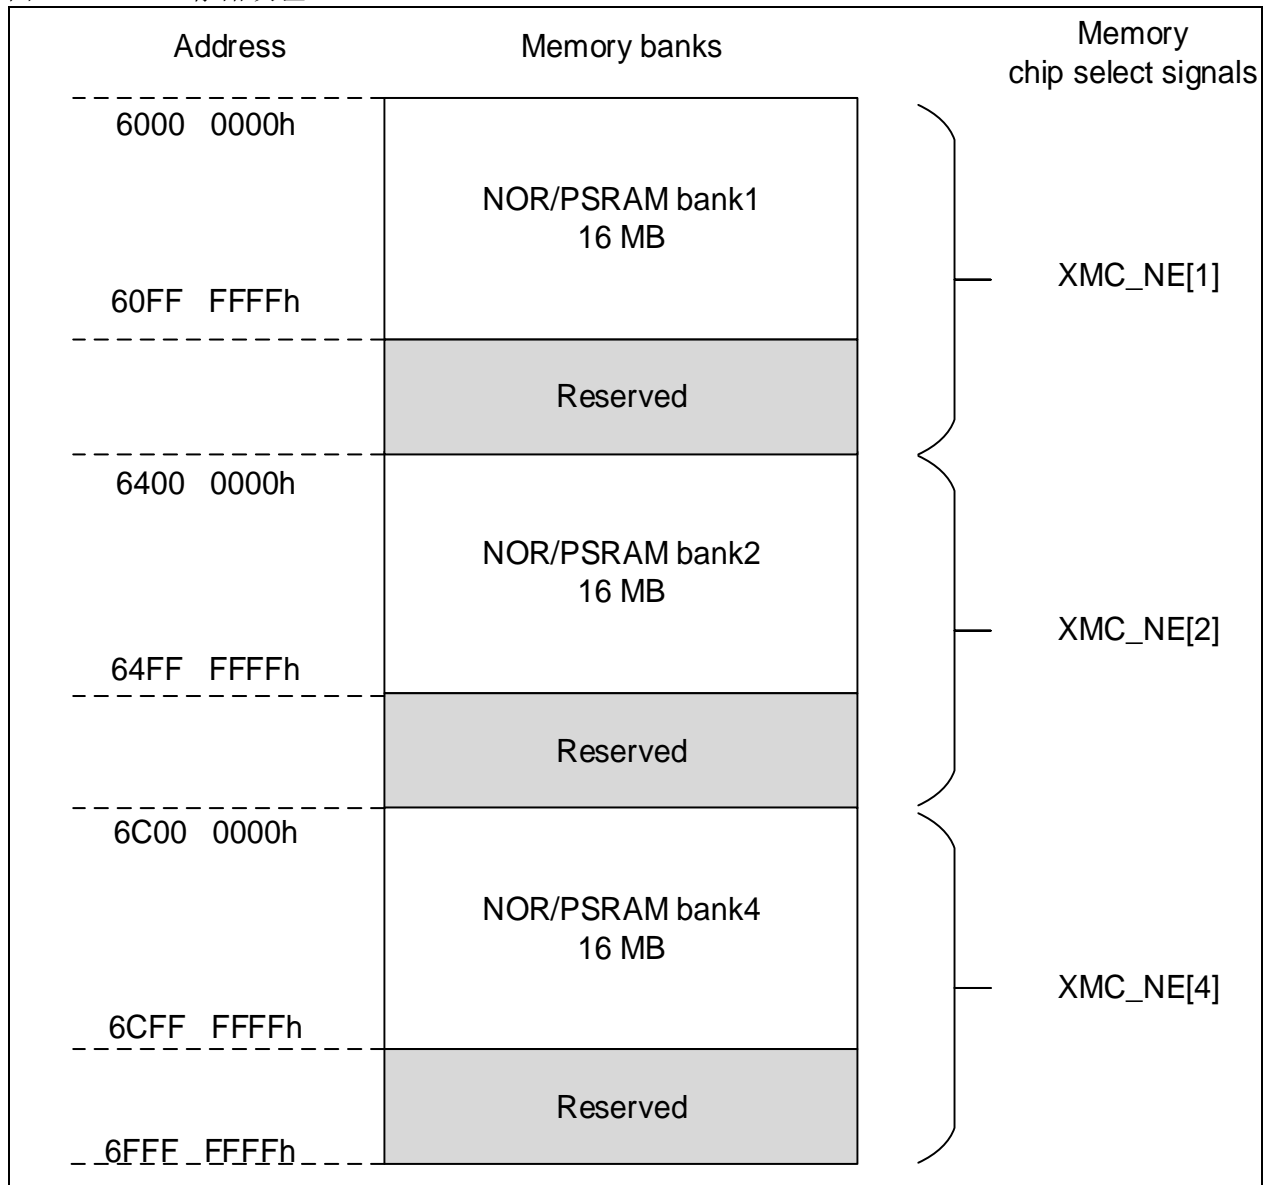 Address
Memory banks
Memory
chip select signals
6000 0000h
NOR/PSRAM bank1
16 MB
60FF FFFFh
XMC_NE[1]
Reserved
6400 0000h
NOR/PSRAM bank2
16 MB
64FF FFFFh
XMC_NE[2]
Reserved
6C00 0000h
NOR/PSRAM bank4
16 MB
6CFF FFFFh
XMC_NE[4]
Reserved
6FFF FFFFh